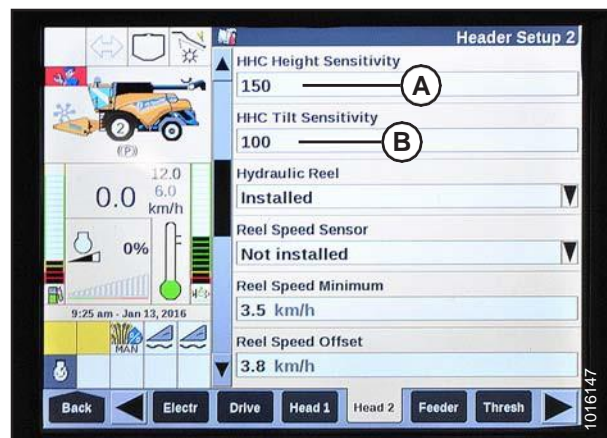 Header Setup 2
HHC Height Sensitivity
150
A
HHC Tilt Sensitivity
100
B
Hydraulic Reel
Installed
Reel Speed Sensor
Not installed
Reel Speed Minimum
3.5 km/h
Reel Speed Offset
3.8 km/h
2
(P)
12.0
0.0 6.0
km/h
0%
9:25 am - Jan 13, 2016
MAN
Back Electr Drive Head 1 Head 2 Feeder Thresh
1016147